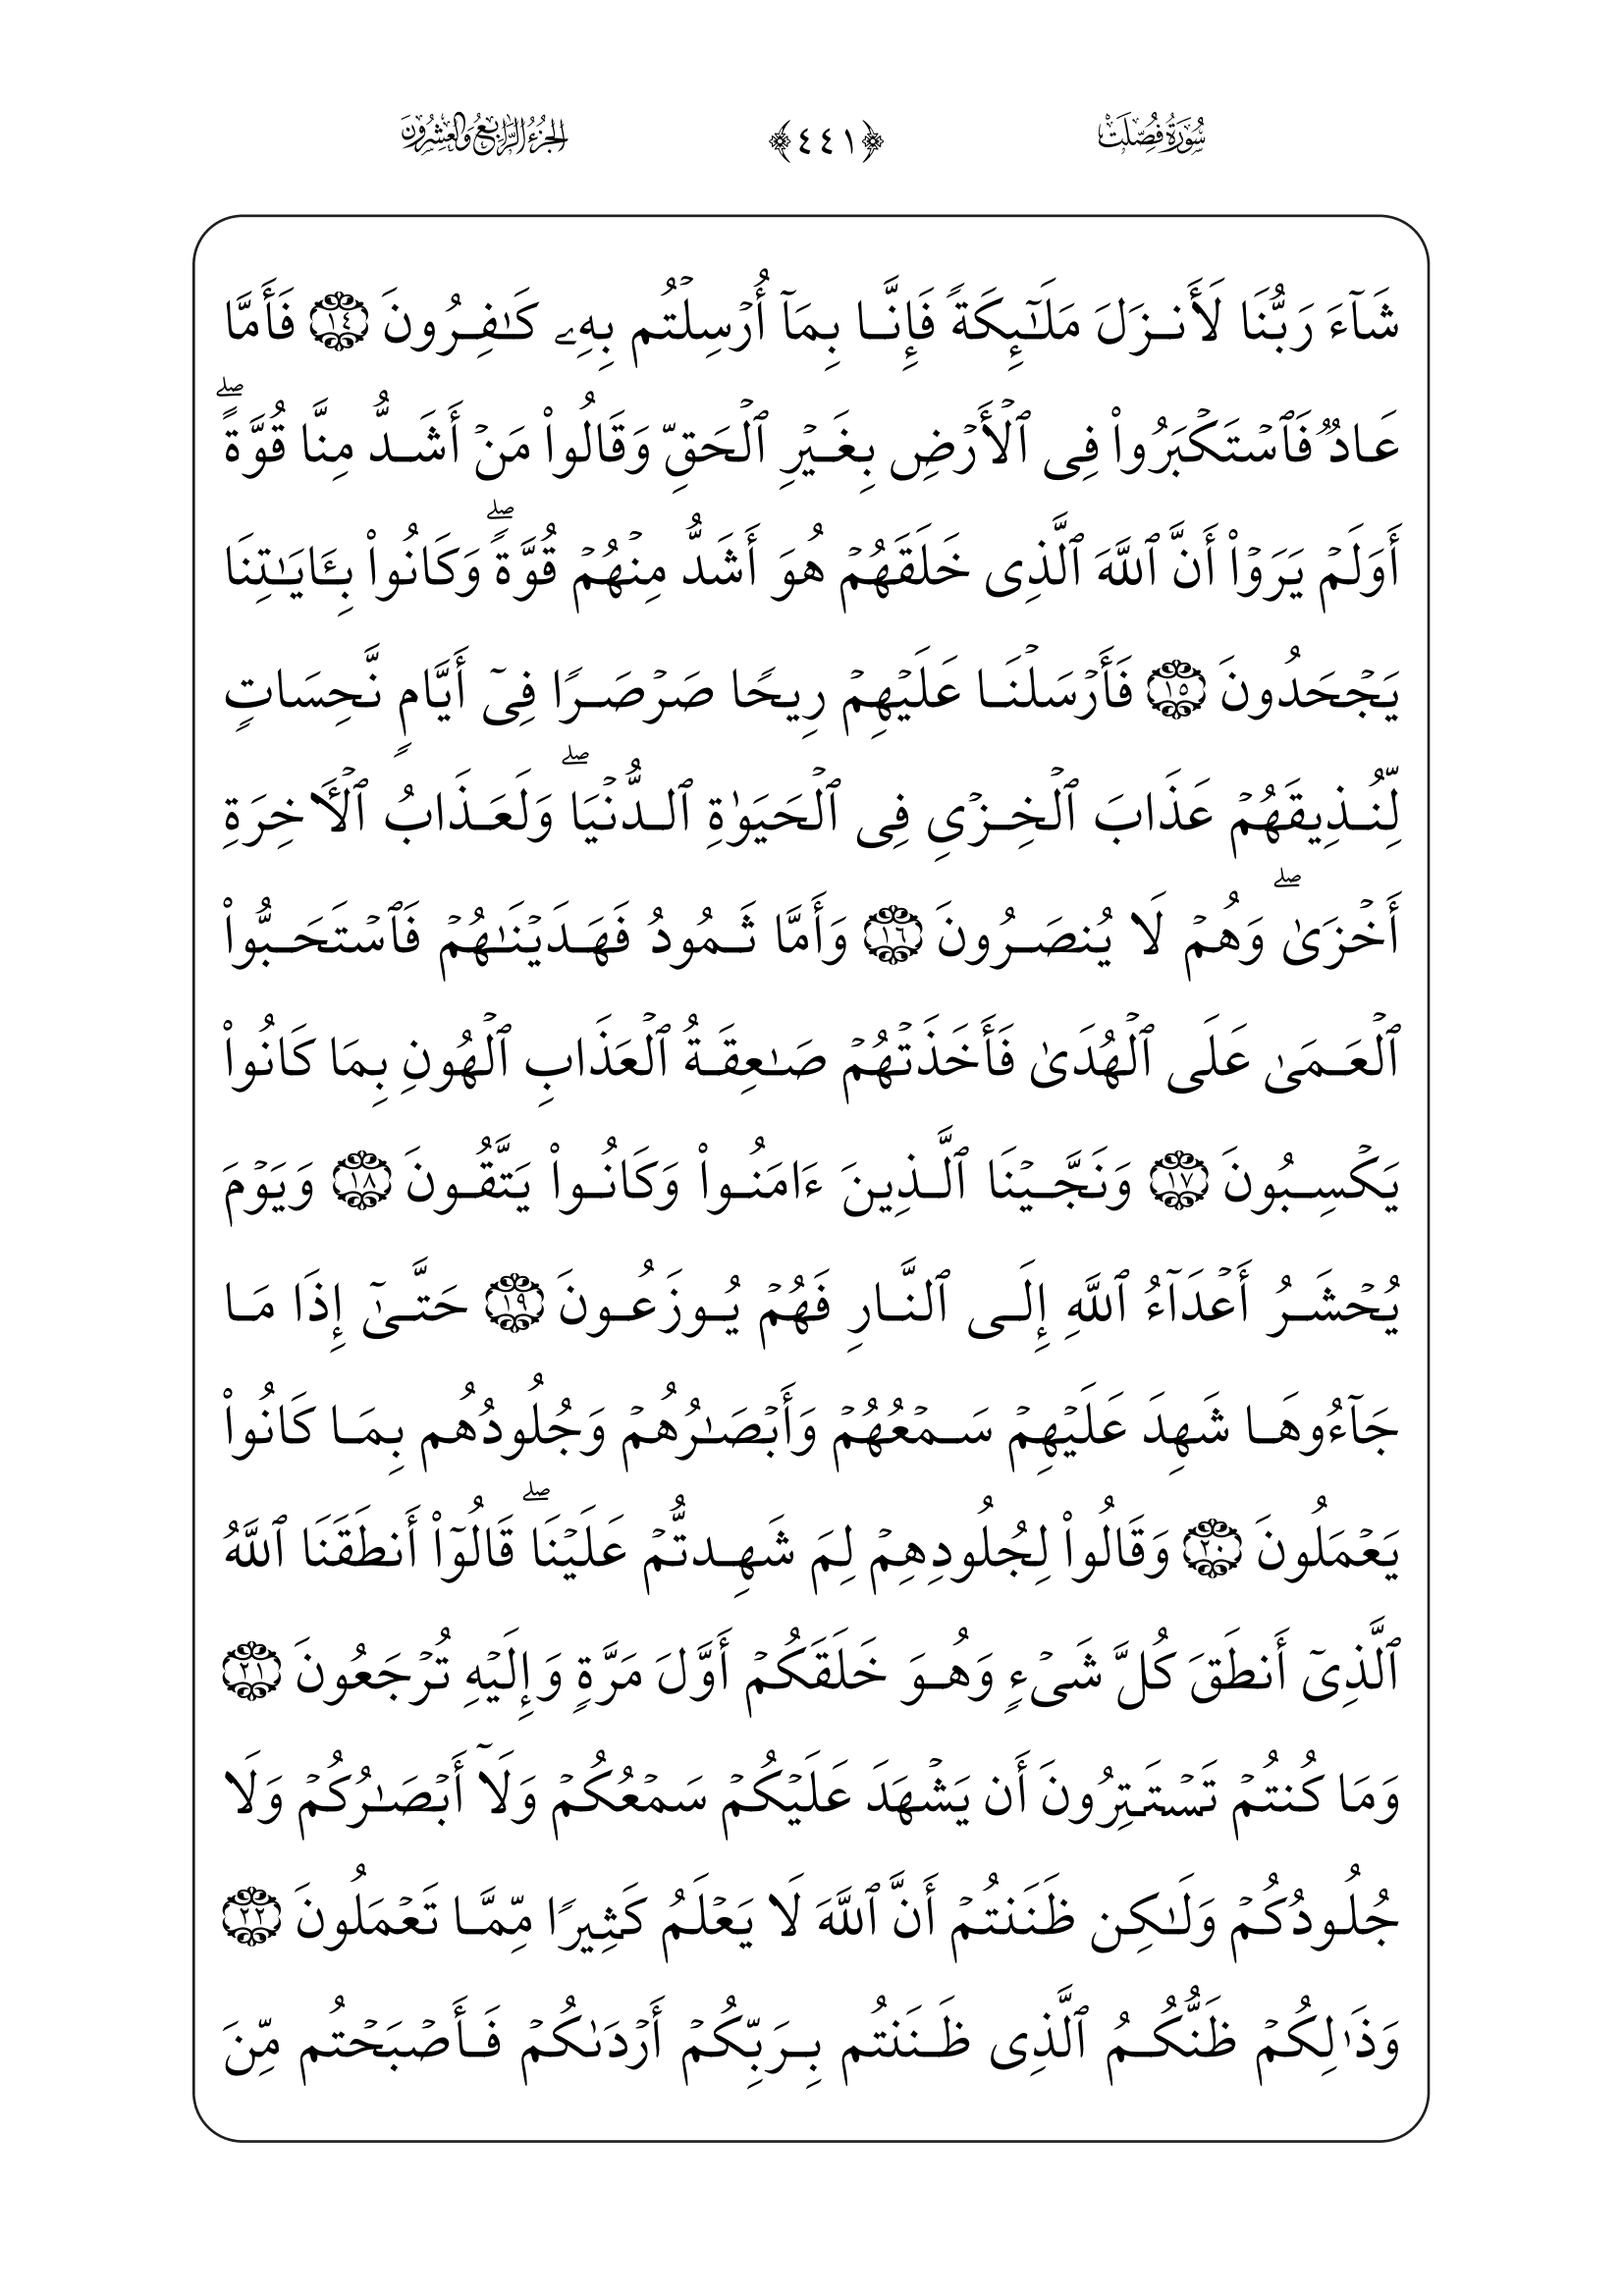 سُورَةُ فُصِّلَتْ ﴿٤٤١﴾ الجُزْءُ الرَّابِعُ وَالعِشْرُونَ
شَآءَ رَبُّنَا لَأَنزَلَ مَلَـٰٓئِكَةً فَإِنَّا بِمَآ أُرۡسِلۡتُم بِهِۦ كَـٰفِرُونَ ١٤ فَأَمَّا
عَادٌ فَٱسۡتَكۡبَرُواْ فِى ٱلۡأَرۡضِ بِغَيۡرِ ٱلۡحَقِّ وَقَالُواْ مَنۡ أَشَدُّ مِنَّا قُوَّةًۖ
أَوَلَمۡ يَرَوۡاْ أَنَّ ٱللَّهَ ٱلَّذِى خَلَقَهُمۡ هُوَ أَشَدُّ مِنۡهُمۡ قُوَّةًۖ وَكَانُواْ بِـَٔايَـٰتِنَا
يَجۡحَدُونَ ١٥ فَأَرۡسَلۡنَا عَلَيۡهِمۡ رِيحًا صَرۡصَرًا فِىٓ أَيَّامٍ نَّحِسَاتٍ
لِّنُذِيقَهُمۡ عَذَابَ ٱلۡخِزۡىِ فِى ٱلۡحَيَوٰةِ ٱلدُّنۡيَاۖ وَلَعَذَابُ ٱلۡأٓخِرَةِ
أَخۡزَىٰۖ وَهُمۡ لَا يُنصَرُونَ ١٦ وَأَمَّا ثَمُودُ فَهَدَيۡنَـٰهُمۡ فَٱسۡتَحَبُّواْ
ٱلۡعَمَىٰ عَلَى ٱلۡهُدَىٰ فَأَخَذَتۡهُمۡ صَـٰعِقَةُ ٱلۡعَذَابِ ٱلۡهُونِ بِمَا كَانُواْ
يَكۡسِبُونَ ١٧ وَنَجَّيۡنَا ٱلَّذِينَ ءَامَنُواْ وَكَانُواْ يَتَّقُونَ ١٨ وَيَوۡمَ
يُحۡشَرُ أَعۡدَآءُ ٱللَّهِ إِلَى ٱلنَّارِ فَهُمۡ يُوزَعُونَ ١٩ حَتَّىٰٓ إِذَا مَا
جَآءُوهَا شَهِدَ عَلَيۡهِمۡ سَمۡعُهُمۡ وَأَبۡصَـٰرُهُمۡ وَجُلُودُهُم بِمَا كَانُواْ
يَعۡمَلُونَ ٢٠ وَقَالُواْ لِجُلُودِهِمۡ لِمَ شَهِدتُّمۡ عَلَيۡنَاۖ قَالُوٓاْ أَنطَقَنَا ٱللَّهُ
ٱلَّذِىٓ أَنطَقَ كُلَّ شَىۡءٍ وَهُوَ خَلَقَكُمۡ أَوَّلَ مَرَّةٍ وَإِلَيۡهِ تُرۡجَعُونَ ٢١
وَمَا كُنتُمۡ تَسۡتَتِرُونَ أَن يَشۡهَدَ عَلَيۡكُمۡ سَمۡعُكُمۡ وَلَآ أَبۡصَـٰرُكُمۡ وَلَا
جُلُودُكُمۡ وَلَـٰكِن ظَنَنتُمۡ أَنَّ ٱللَّهَ لَا يَعۡلَمُ كَثِيرًا مِّمَّا تَعۡمَلُونَ ٢٢
وَذَٰلِكُمۡ ظَنُّكُمُ ٱلَّذِى ظَنَنتُم بِرَبِّكُمۡ أَرۡدَىٰكُمۡ فَأَصۡبَحۡتُم مِّنَ